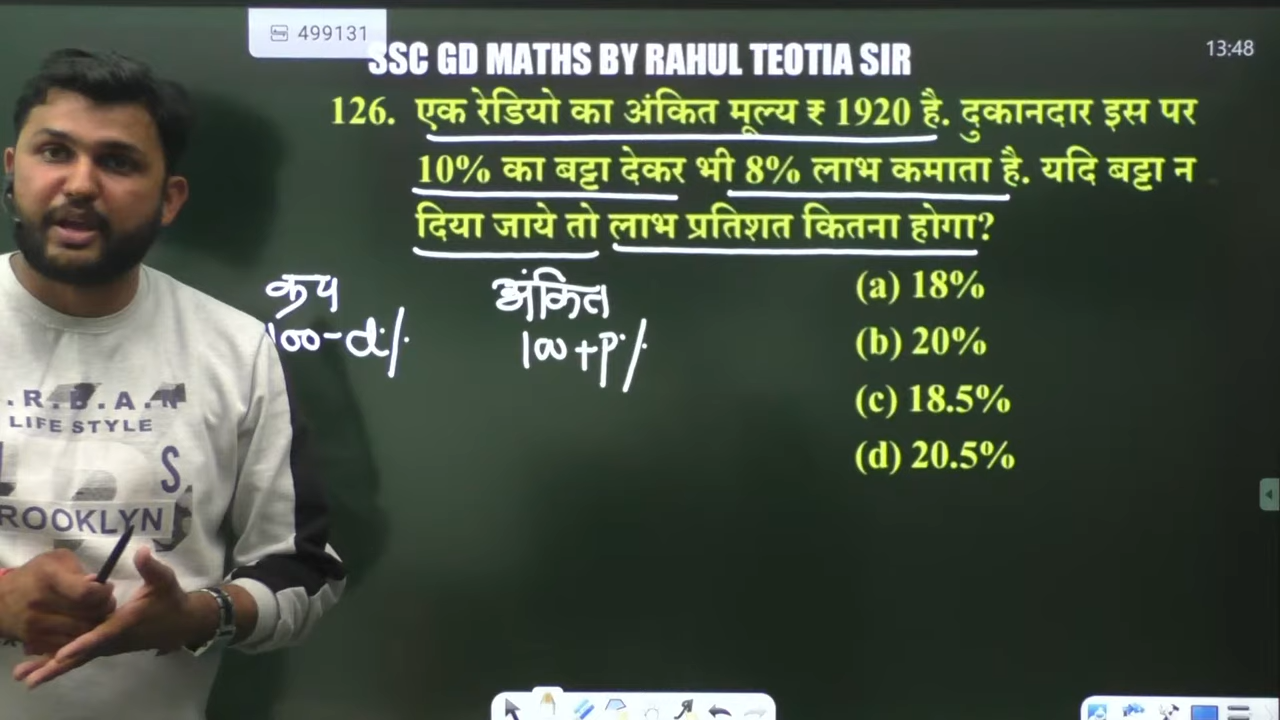 499131
SSC GD MATHS BY RAHUL TEOTIA SIR
13:48
126. एक रेडियो का अंकित मूल्य ₹ 1920 है. दुकानदार इस पर
10% का बट्टा देकर भी 8% लाभ कमाता है. यदि बट्टा न
दिया जाये तो लाभ प्रतिशत कितना होगा?
क्रय
100-d%
अंकित
100+p%
(a) 18%
(b) 20%
(c) 18.5%
(d) 20.5%
.R.B.A.N
LIFE STYLE
S
ROOKLYN